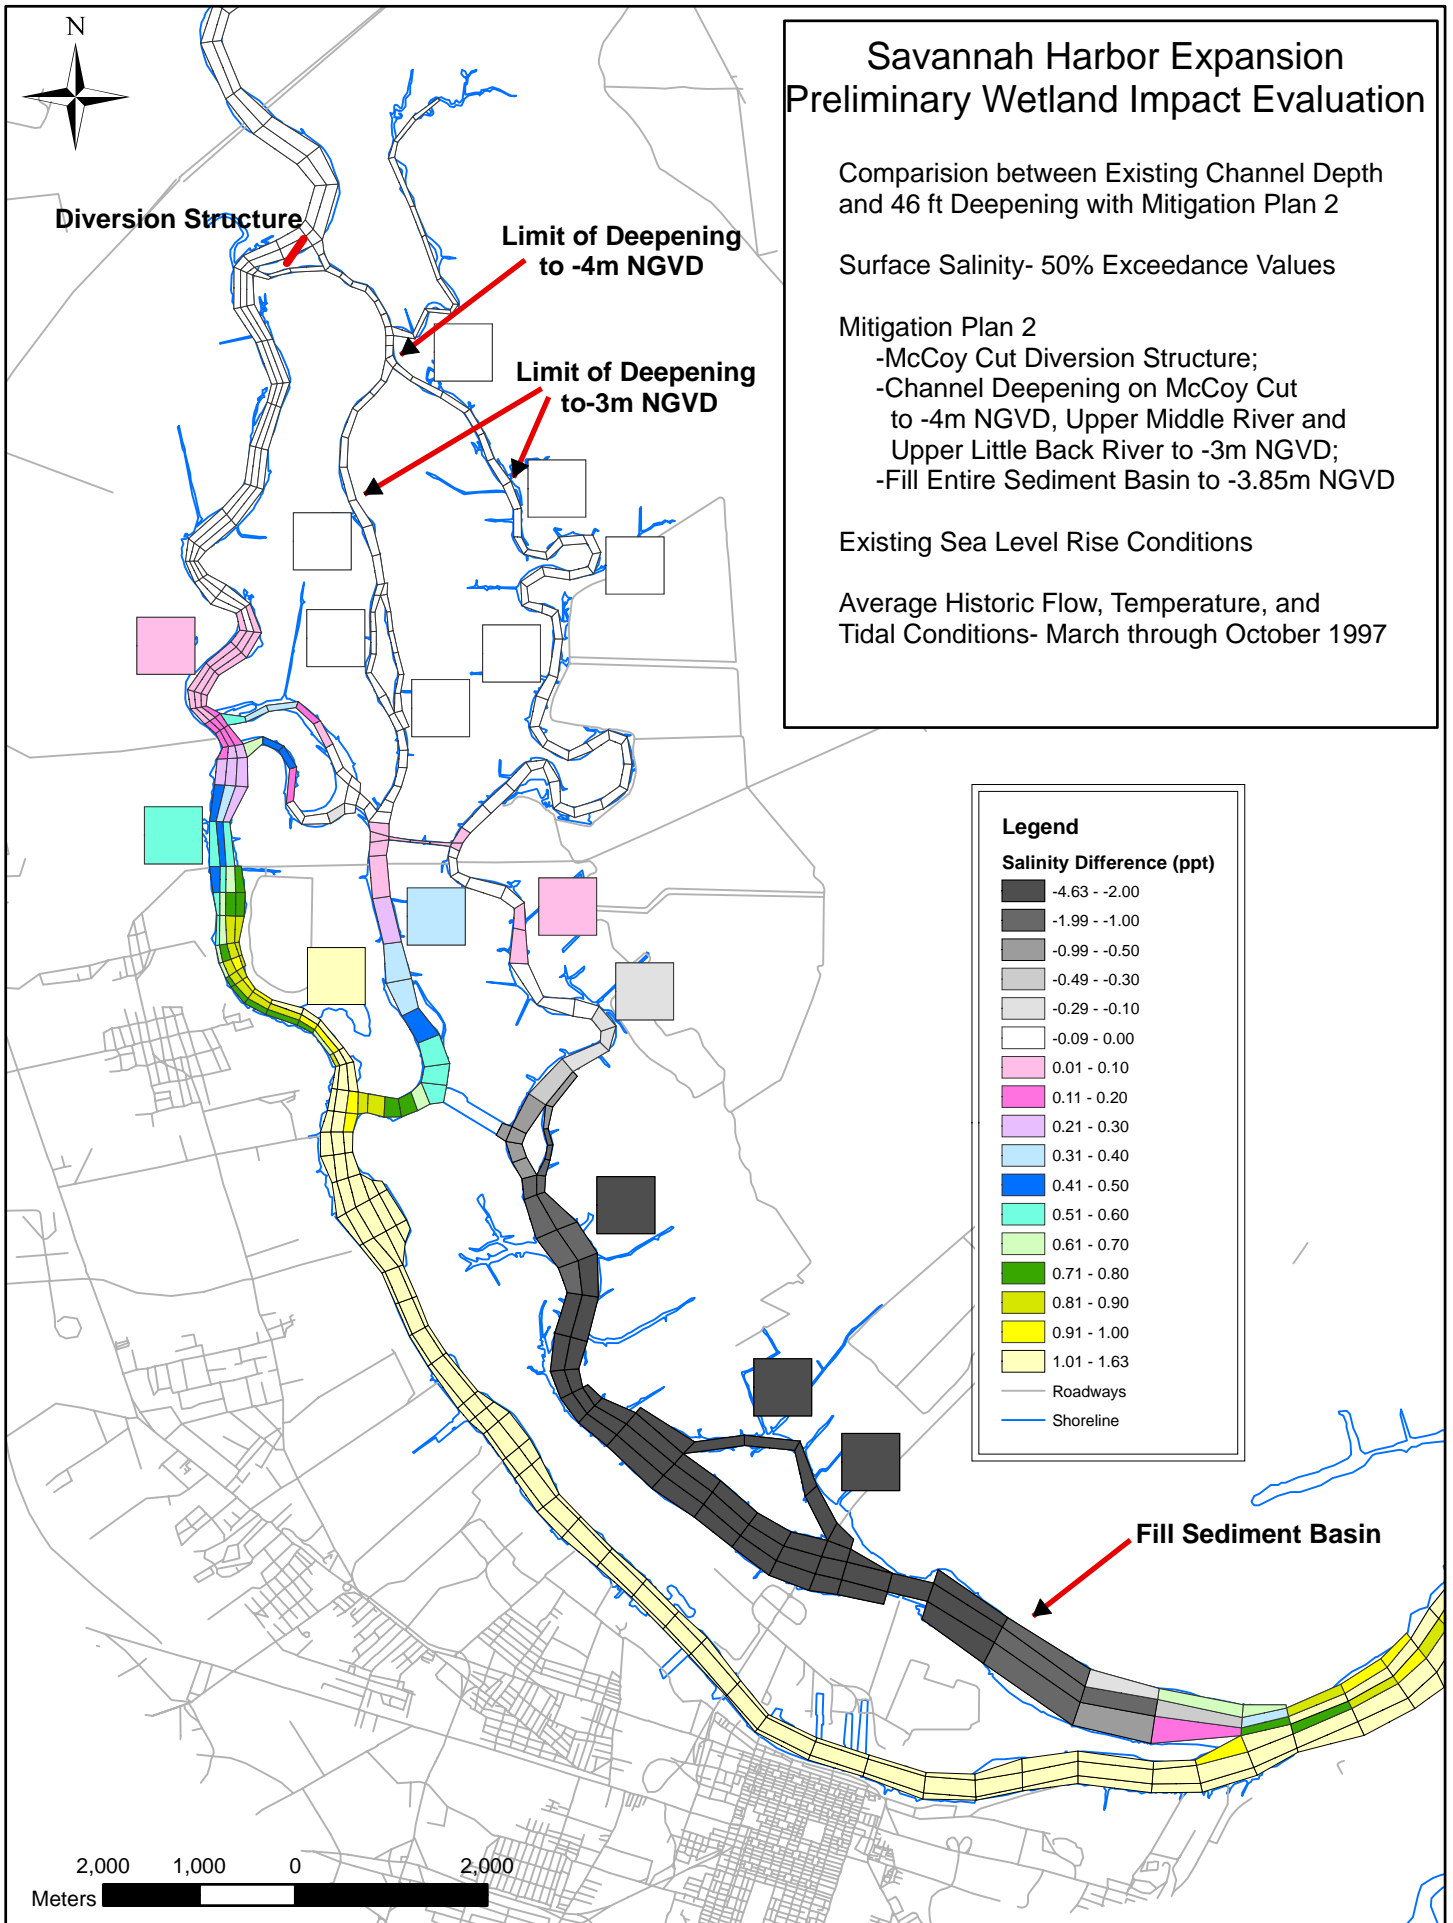 N
Savannah Harbor Expansion
Preliminary Wetland Impact Evaluation
Comparision between Existing Channel Depth
and 46 ft Deepening with Mitigation Plan 2
Surface Salinity- 50% Exceedance Values
Mitigation Plan 2
-McCoy Cut Diversion Structure;
-Channel Deepening on McCoy Cut
to -4m NGVD, Upper Middle River and
Upper Little Back River to -3m NGVD;
-Fill Entire Sediment Basin to -3.85m NGVD
Existing Sea Level Rise Conditions
Average Historic Flow, Temperature, and
Tidal Conditions- March through October 1997
Diversion Structure
Limit of Deepening
to -4m NGVD
Limit of Deepening
to-3m NGVD
Legend
Salinity Difference (ppt)
-4.63 - -2.00
-1.99 - -1.00
-0.99 - -0.50
-0.49 - -0.30
-0.29 - -0.10
-0.09 - 0.00
0.01 - 0.10
0.11 - 0.20
0.21 - 0.30
0.31 - 0.40
0.41 - 0.50
0.51 - 0.60
0.61 - 0.70
0.71 - 0.80
0.81 - 0.90
0.91 - 1.00
1.01 - 1.63
Roadways
Shoreline
Fill Sediment Basin
2,000 1,000 0 2,000
Meters